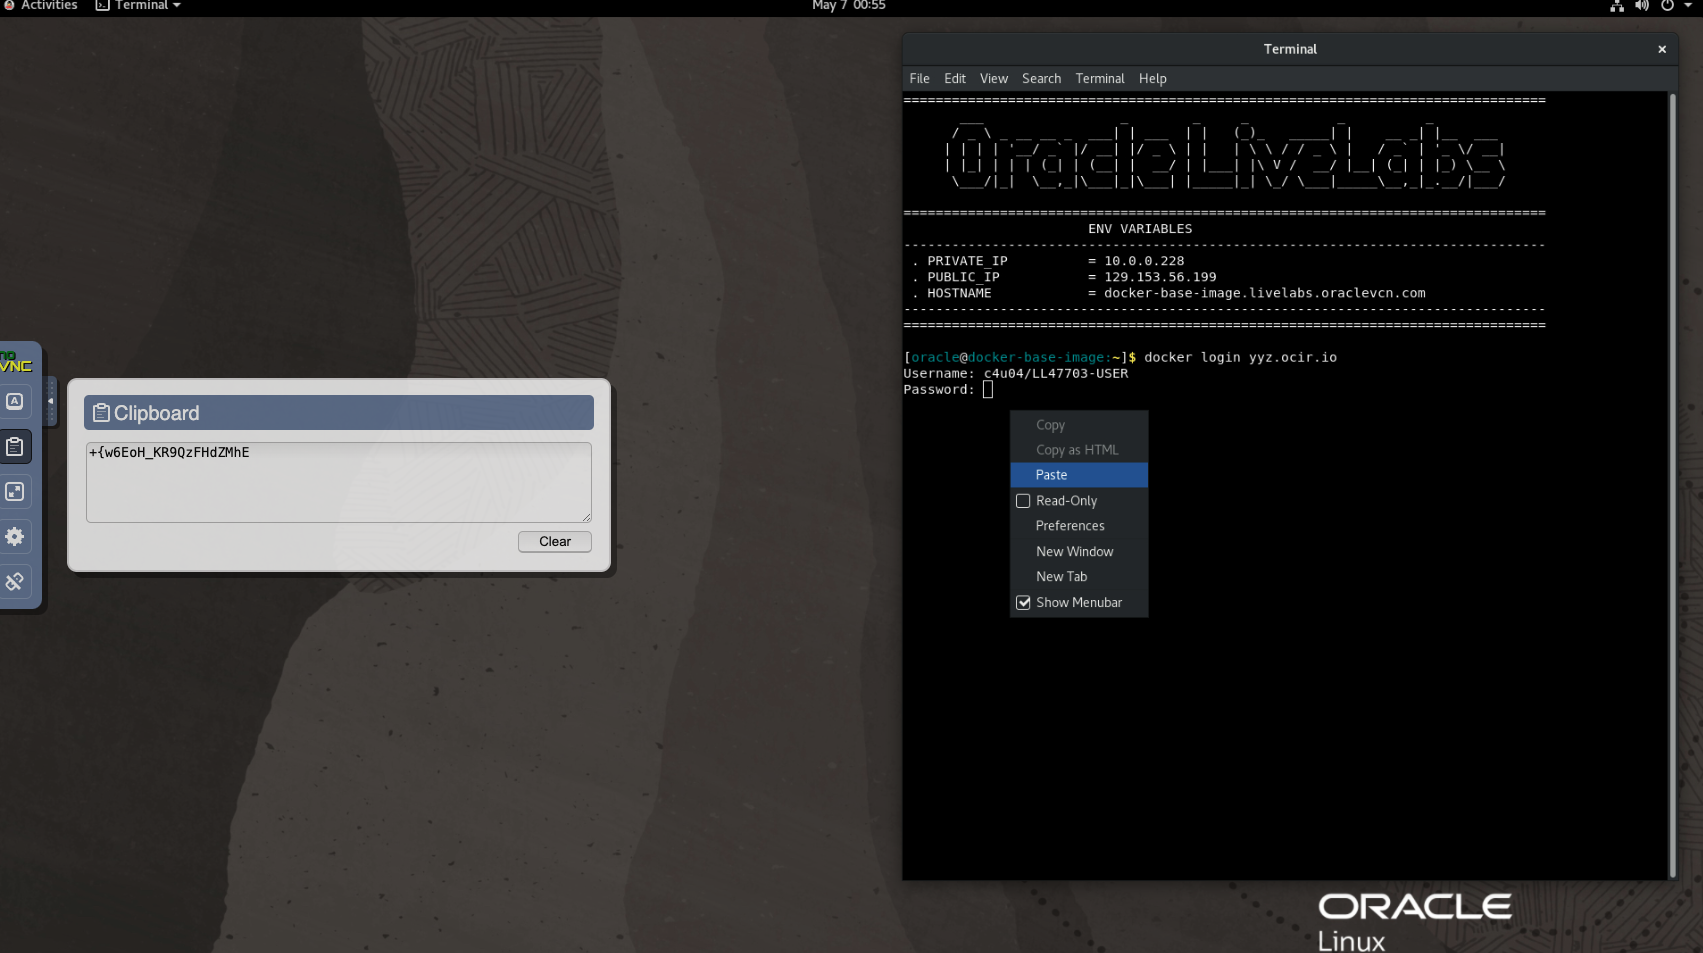 Activities
Terminal
May 7 00:55
Terminal
File Edit View Search Terminal Help
Oracle LiveLabs
ENV VARIABLES
. PRIVATE_IP = 10.0.0.228
. PUBLIC_IP = 129.153.56.199
. HOSTNAME = docker-base-image.livelabs.oraclevcn.com
[oracle@docker-base-image:~]$ docker login yyz.ocir.io
Username: c4u04/LL47703-USER
Password:
Copy
Copy as HTML
Paste
Read-Only
Preferences
New Window
New Tab
Show Menubar
no
VNC
A
Clipboard
+{w6EoH_KR9QzFHdZMhE
Clear
ORACLE
Linux